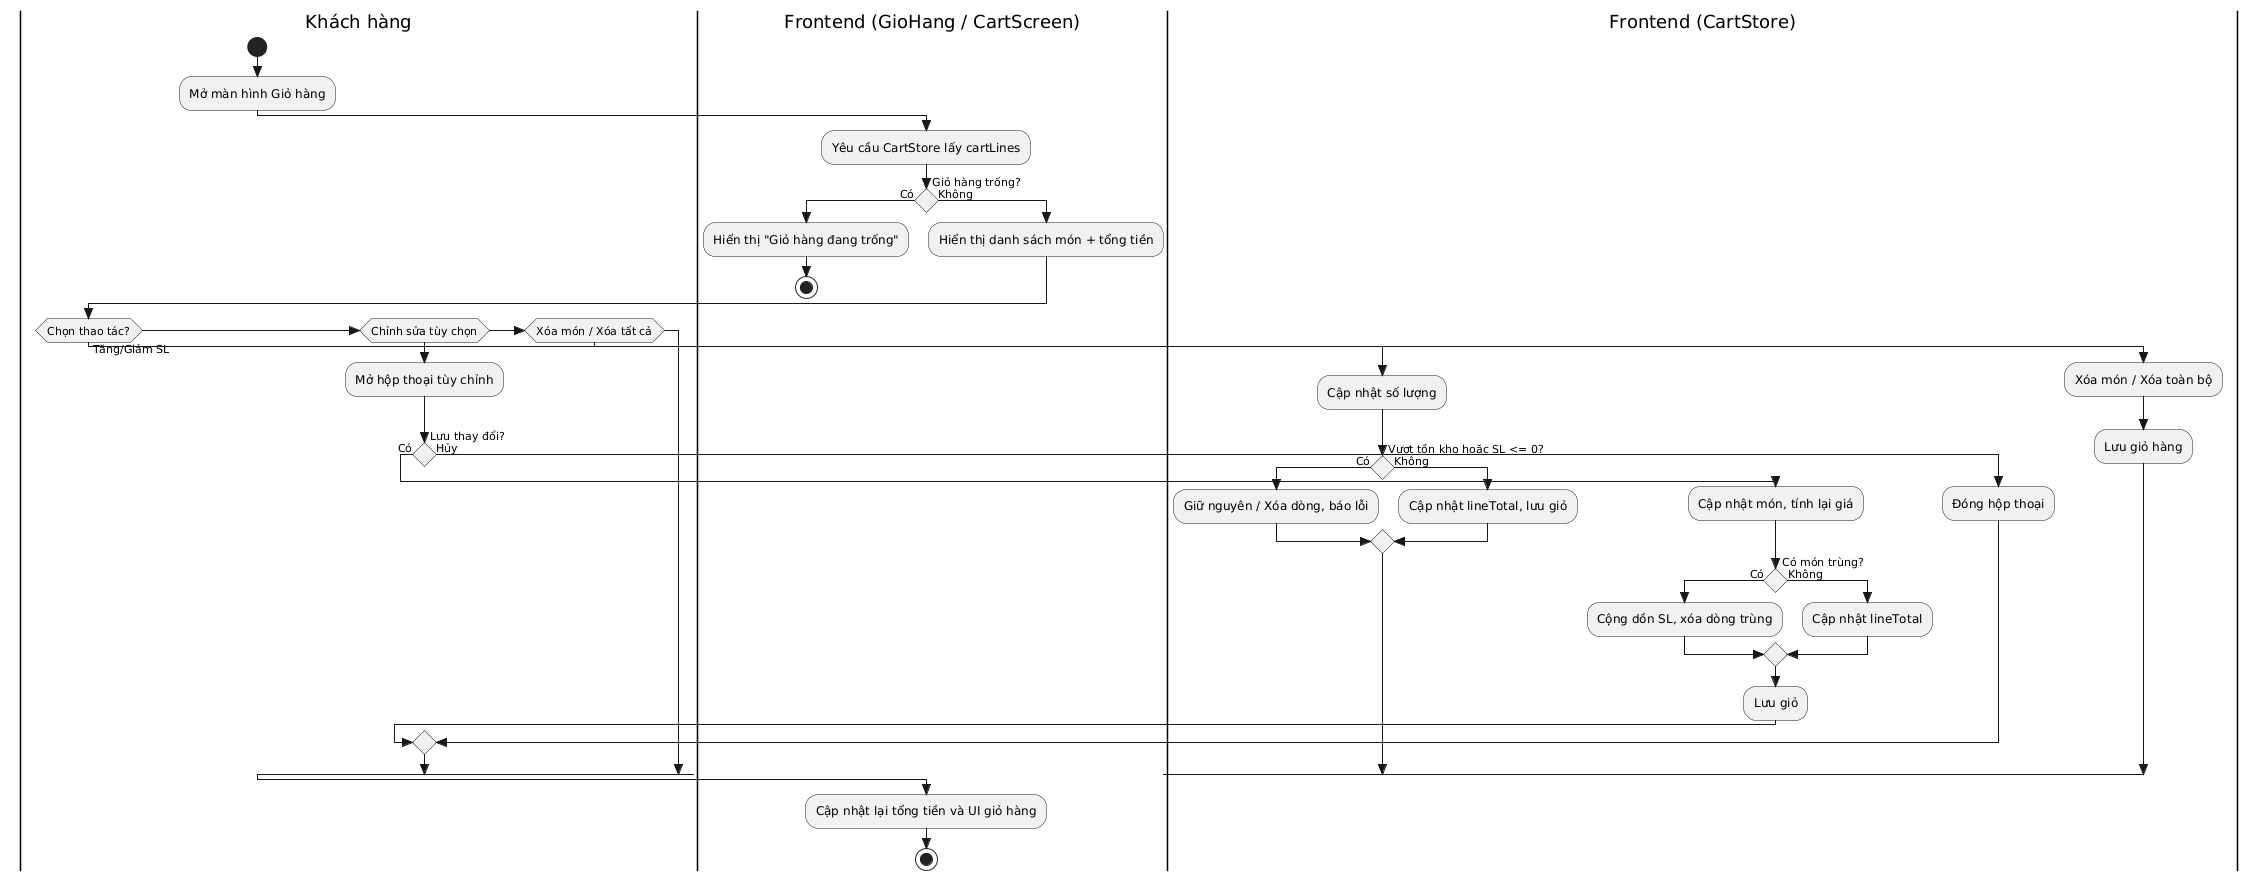 Khách hàng
Frontend (GioHang / CartScreen)
Frontend (CartStore)
Mở màn hình Giỏ hàng
Yêu cầu CartStore lấy cartLines
Giỏ hàng trống?
Có
Không
Hiển thị "Giỏ hàng đang trống"
Hiển thị danh sách món + tổng tiền
Chọn thao tác?
Chỉnh sửa tùy chọn
Xóa món / Xóa tất cả
Tăng/Giảm SL
Mở hộp thoại tùy chỉnh
Cập nhật số lượng
Xóa món / Xóa toàn bộ
Lưu thay đổi?
Có
Hủy
Vượt tồn kho hoặc SL <= 0?
Có
Không
Lưu giỏ hàng
Giữ nguyên / Xóa dòng, báo lỗi
Cập nhật lineTotal, lưu giỏ
Cập nhật món, tính lại giá
Đóng hộp thoại
Có món trùng?
Có
Không
Cộng dồn SL, xóa dòng trùng
Cập nhật lineTotal
Lưu giỏ
Cập nhật lại tổng tiền và UI giỏ hàng